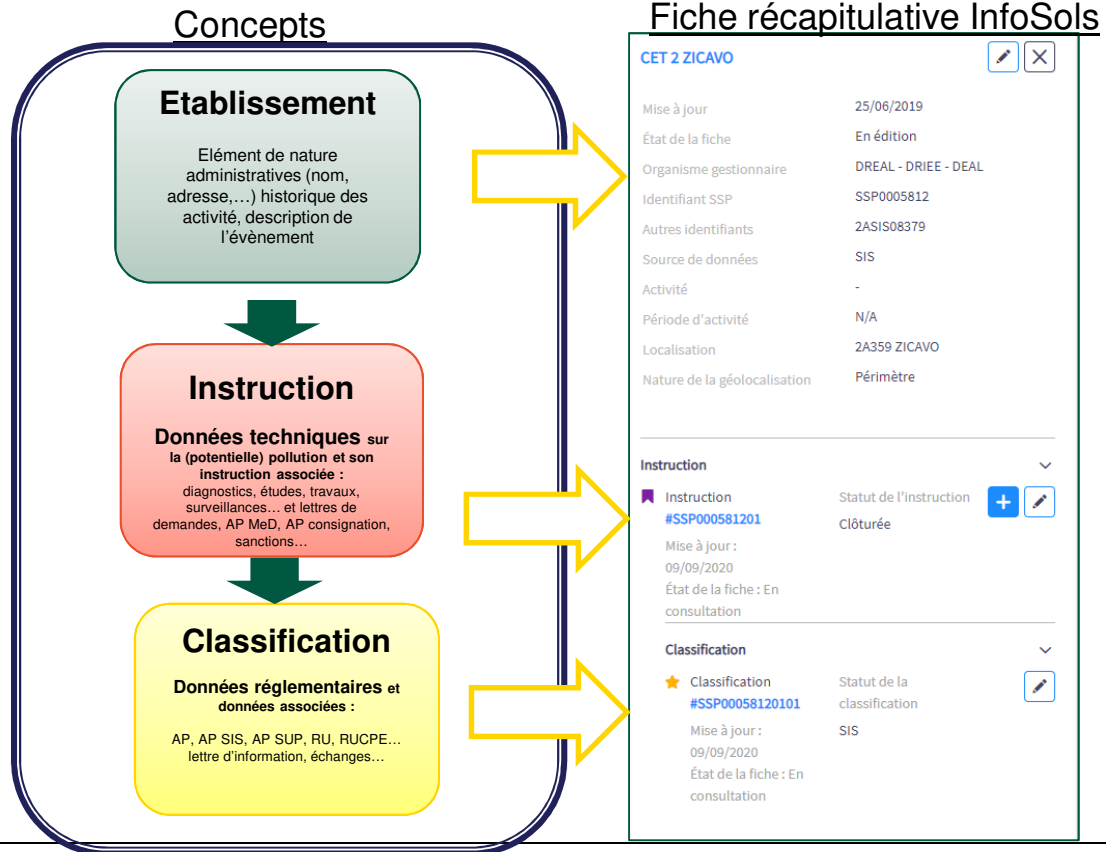 Concepts
Etablissement
Elément de nature
administratives (nom,
adresse,…) historique des
activité, description de
l'évènement
Instruction
Données techniques sur
la (potentielle) pollution et son
instruction associée :
diagnostics, études, travaux,
surveillances… et lettres de
demandes, AP MeD, AP consignation,
sanctions…
Classification
Données réglementaires et
données associées :
AP, AP SIS, AP SUP, RU, RUCPE…
lettre d'information, échanges…
Fiche récapitulative InfoSols
CET 2 ZICAVO
Mise à jour 25/06/2019
État de la fiche En édition
Organisme gestionnaire DREAL - DRIEE - DEAL
Identifiant SSP SSP0005812
Autres identifiants 2ASIS08379
Source de données SIS
Activité -
Période d'activité N/A
Localisation 2A359 ZICAVO
Nature de la géolocalisation Périmètre
Instruction
Instruction Statut de l'instruction
#SSP000581201 Clôturée
Mise à jour :
09/09/2020
État de la fiche : En
consultation
Classification
Classification Statut de la
#SSP00058120101 classification
Mise à jour : SIS
09/09/2020
État de la fiche : En
consultation